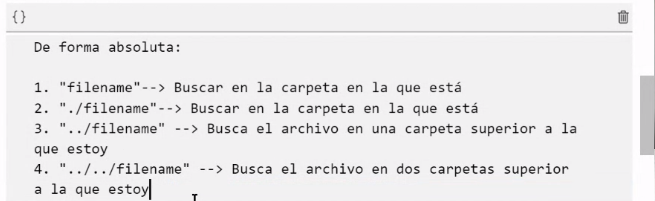 {}
De forma absoluta:
1. "filename"--> Buscar en la carpeta en la que está
2. "./filename"--> Buscar en la carpeta en la que está
3. "../filename" --> Busca el archivo en una carpeta superior a la
que estoy
4. "../../filename" --> Busca el archivo en dos carpetas superior
a la que estoy